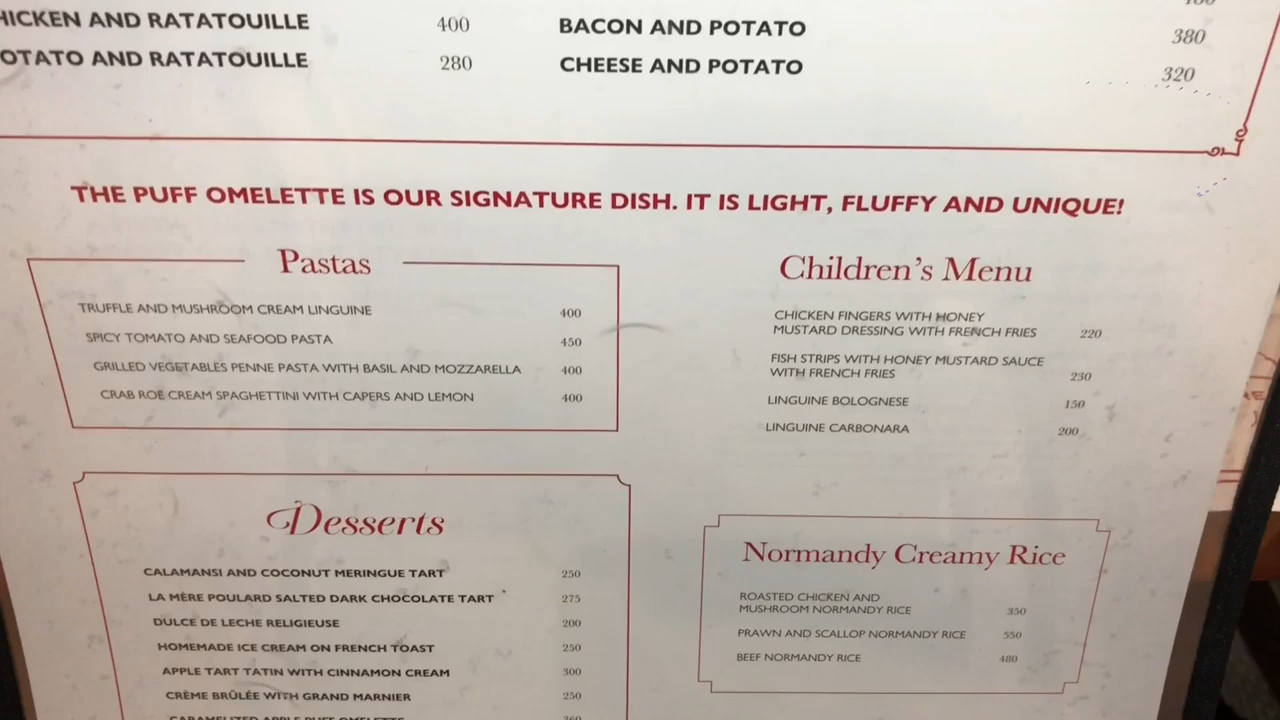 HICKEN AND RATATOUILLE 400
OTATO AND RATATOUILLE 280
BACON AND POTATO 380
CHEESE AND POTATO 320
THE PUFF OMELETTE IS OUR SIGNATURE DISH. IT IS LIGHT, FLUFFY AND UNIQUE!
Pastas
TRUFFLE AND MUSHROOM CREAM LINGUINE 400
SPICY TOMATO AND SEAFOOD PASTA 450
GRILLED VEGETABLES PENNE PASTA WITH BASIL AND MOZZARELLA 400
CRAB ROE CREAM SPAGHETTINI WITH CAPERS AND LEMON 400
Children's Menu
CHICKEN FINGERS WITH HONEY
MUSTARD DRESSING WITH FRENCH FRIES 220
FISH STRIPS WITH HONEY MUSTARD SAUCE
WITH FRENCH FRIES 230
LINGUINE BOLOGNESE 150
LINGUINE CARBONARA 200
Desserts
CALAMANSI AND COCONUT MERINGUE TART 250
LA MÈRE POULARD SALTED DARK CHOCOLATE TART 275
DULCE DE LECHE RELIGIEUSE 200
HOMEMADE ICE CREAM ON FRENCH TOAST 250
APPLE TART TATIN WITH CINNAMON CREAM 300
CRÈME BRÛLÉE WITH GRAND MARNIER 250
CARAMELIZED APPLE PUFF OMELETTE
Normandy Creamy Rice
ROASTED CHICKEN AND
MUSHROOM NORMANDY RICE 350
PRAWN AND SCALLOP NORMANDY RICE 550
BEEF NORMANDY RICE 480